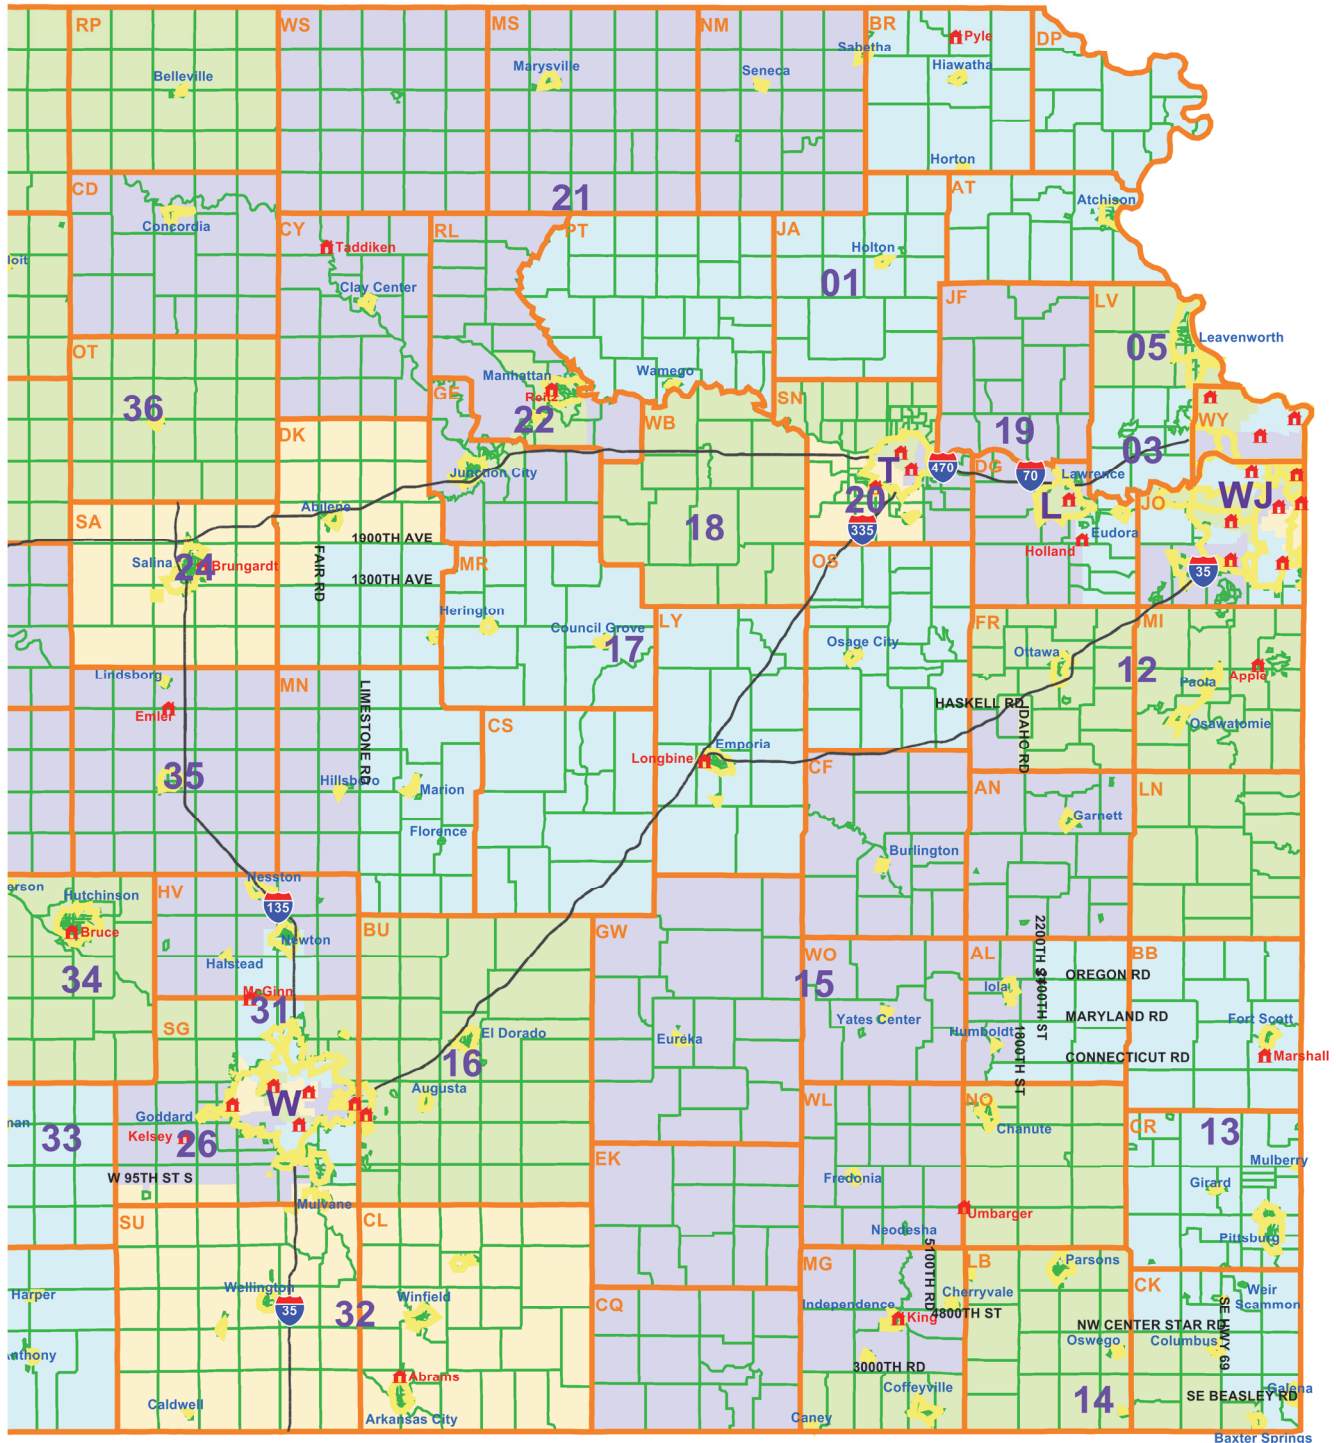 RP
WS
MS
NM
BR
DP
Pyle
Sabetha
Hiawatha
Marysville
Seneca
Belleville
Horton
CD
21
AT
Atchison
Concordia
CY
Taddiken
RL
PT
JA
Holton
loit
Clay Center
01
JF
LV
Leavenworth
OT
05
Manhattan
Wamego
36
GE
Reitz
22
SN
WY
DK
WB
19
03
Junction City
T
470
DG
70
Lawrence
WJ
Abilene
18
20
L
JO
SA
335
1900TH AVE
Eudora
Holland
Salina
24
Brungardt
FAIR RD
1300TH AVE
MR
OS
35
Herington
Council Grove
17
LY
Osage City
FR
MI
Ottawa
12
Apple
Lindsborg
MN
LIMESTONE RD
Paola
Emler
CS
HASKELL RD
IDAHO RD
Osawatomie
Emporia
Longbine
35
CF
Hillsboro
Marion
AN
LN
Florence
Garnett
Burlington
erson
Hutchinson
HV
Hesston
135
Bruce
Newton
BU
GW
2200TH ST
Halstead
34
WO
AL
BB
15
OREGON RD
McGinn
31
Iola
2400TH ST
SG
Yates Center
MARYLAND RD
Fort Scott
El Dorado
Eureka
Humboldt
1800TH ST
CONNECTICUT RD
Marshall
16
Augusta
W
WL
NO
Goddard
man
33
Kelsey
26
Chanute
CR
13
EK
Mulberry
W 95TH ST S
Fredonia
Girard
Mulvane
SU
CL
Umbarger
Neodesha
Pittsburg
5100TH RD
MG
LB
Parsons
Harper
Wellington
35
32
Winfield
CQ
Cherryvale
CK
Weir
Independence
Scammon
King
4800TH ST
NW CENTER STAR RD
SE HWY 69
Oswego
Columbus
nthony
3000TH RD
Abrams
Coffeyville
14
Galena
SE BEASLEY RD
Caldwell
Arkansas City
Caney
Baxter Springs